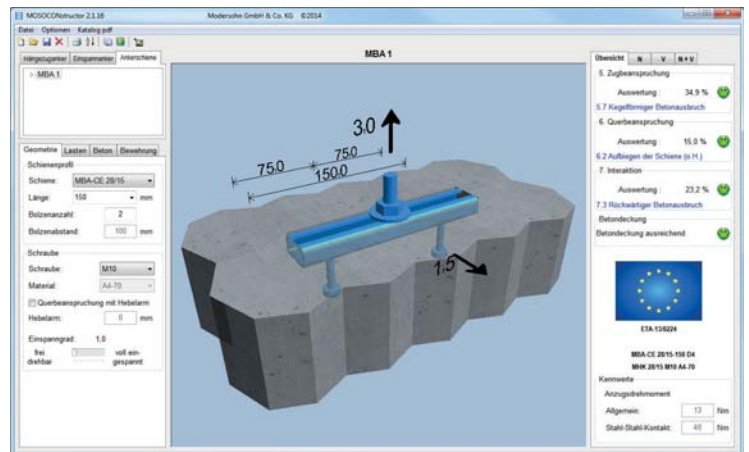 MOSOCONstructor 2.1.16
Modersohn GmbH & Co. KG ©2014
Datei Optionen Katalog pdf
Hängezuganker Einspannanker Ankerschiene
MBA 1
Geometrie Lasten Beton Bewehrung
Schienenprofil
Schiene: MBA-CE 28/15
Länge: 150 mm
Bolzenanzahl: 2
Bolzenabstand: 100 mm
Schraube
Schraube: M10
Material: A4-70
Querbeanspruchung mit Hebelarm
Hebelarm: 0 mm
Einspanngrad: 1,0
frei drehbar
voll ein-
gespannt
MBA 1
3.0
75.0
75.0
150.0
1.5
Übersicht N V N+V
5. Zugbeanspruchung
Auswertung : 34,9 %
5.7 Kegelförmiger Betonausbruch
6. Querbeanspruchung
Auswertung : 15,0 %
6.2 Aufbiegen der Schiene (o.H.)
7. Interaktion
Auswertung : 23,2 %
7.3 Rückwärtiger Betonausbruch
Betondeckung
Betondeckung ausreichend
ETA-13/0224
MBA-CE 28/15-150 D4
MHK 28/15 M10 A4-70
Kennwerte
Anzugsdrehmoment
Allgemein: 13 Nm
Stahl-Stahl-Kontakt: 40 Nm